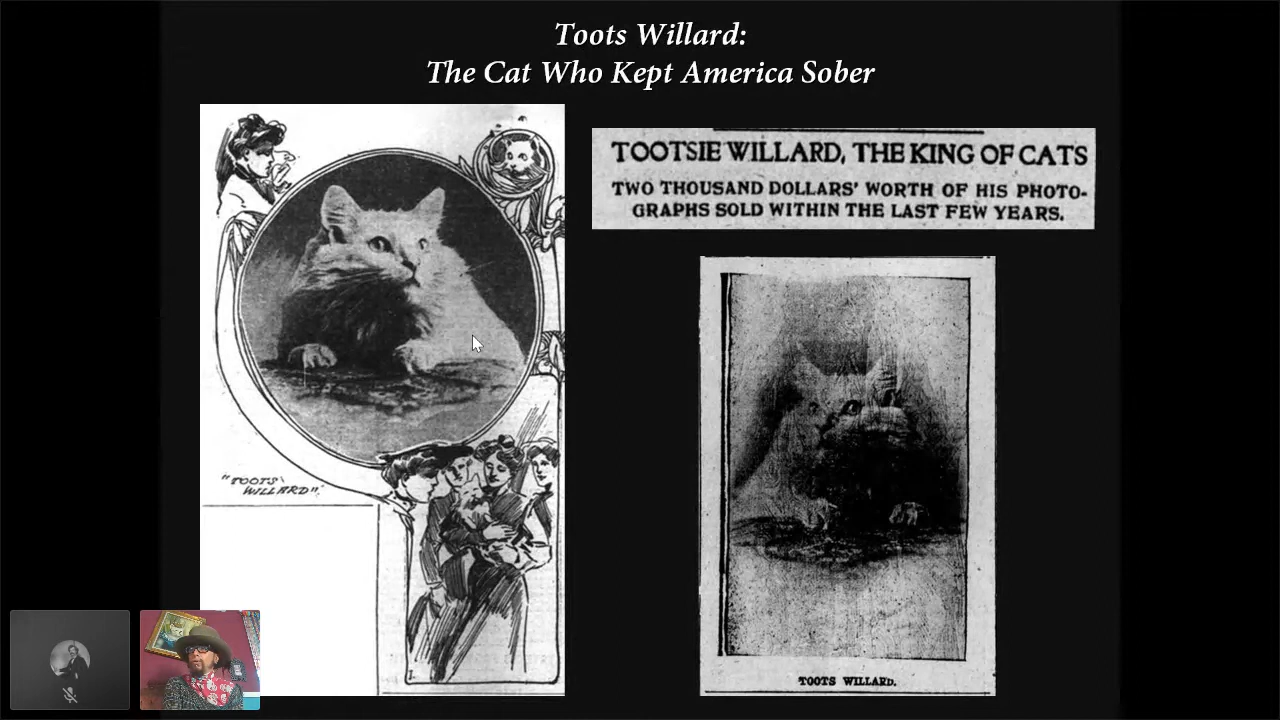 Toots Willard:
The Cat Who Kept America Sober
TOOTSIE WILLARD, THE KING OF CATS
TWO THOUSAND DOLLARS' WORTH OF HIS PHOTO-
GRAPHS SOLD WITHIN THE LAST FEW YEARS.
"TOOTS
WILLARD".
TOOTS WILLARD.